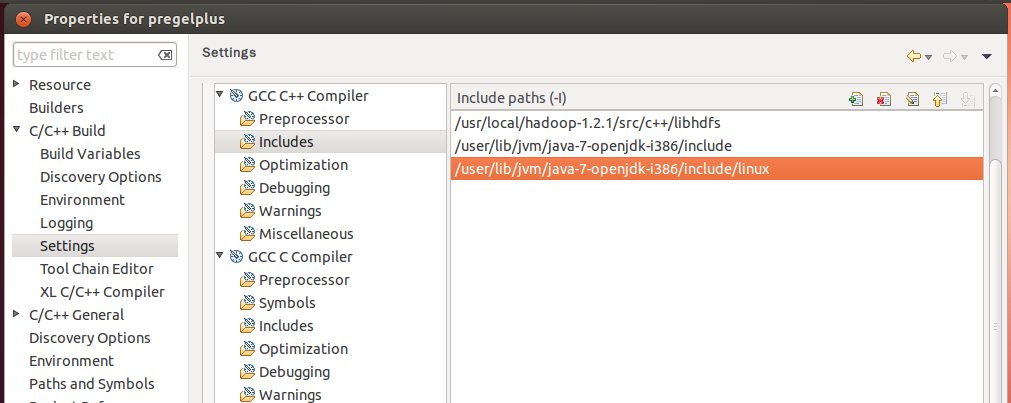 Properties for pregelplus
type filter text
Resource
Builders
C/C++ Build
Build Variables
Discovery Options
Environment
Logging
Settings
Tool Chain Editor
XL C/C++ Compiler
C/C++ General
Discovery Options
Environment
Paths and Symbols
Settings
GCC C++ Compiler
Preprocessor
Includes
Optimization
Debugging
Warnings
Miscellaneous
GCC C Compiler
Preprocessor
Symbols
Includes
Optimization
Debugging
Warnings
Include paths (-I)
/usr/local/hadoop-1.2.1/src/c++/libhdfs
/user/lib/jvm/java-7-openjdk-i386/include
/user/lib/jvm/java-7-openjdk-i386/include/linux